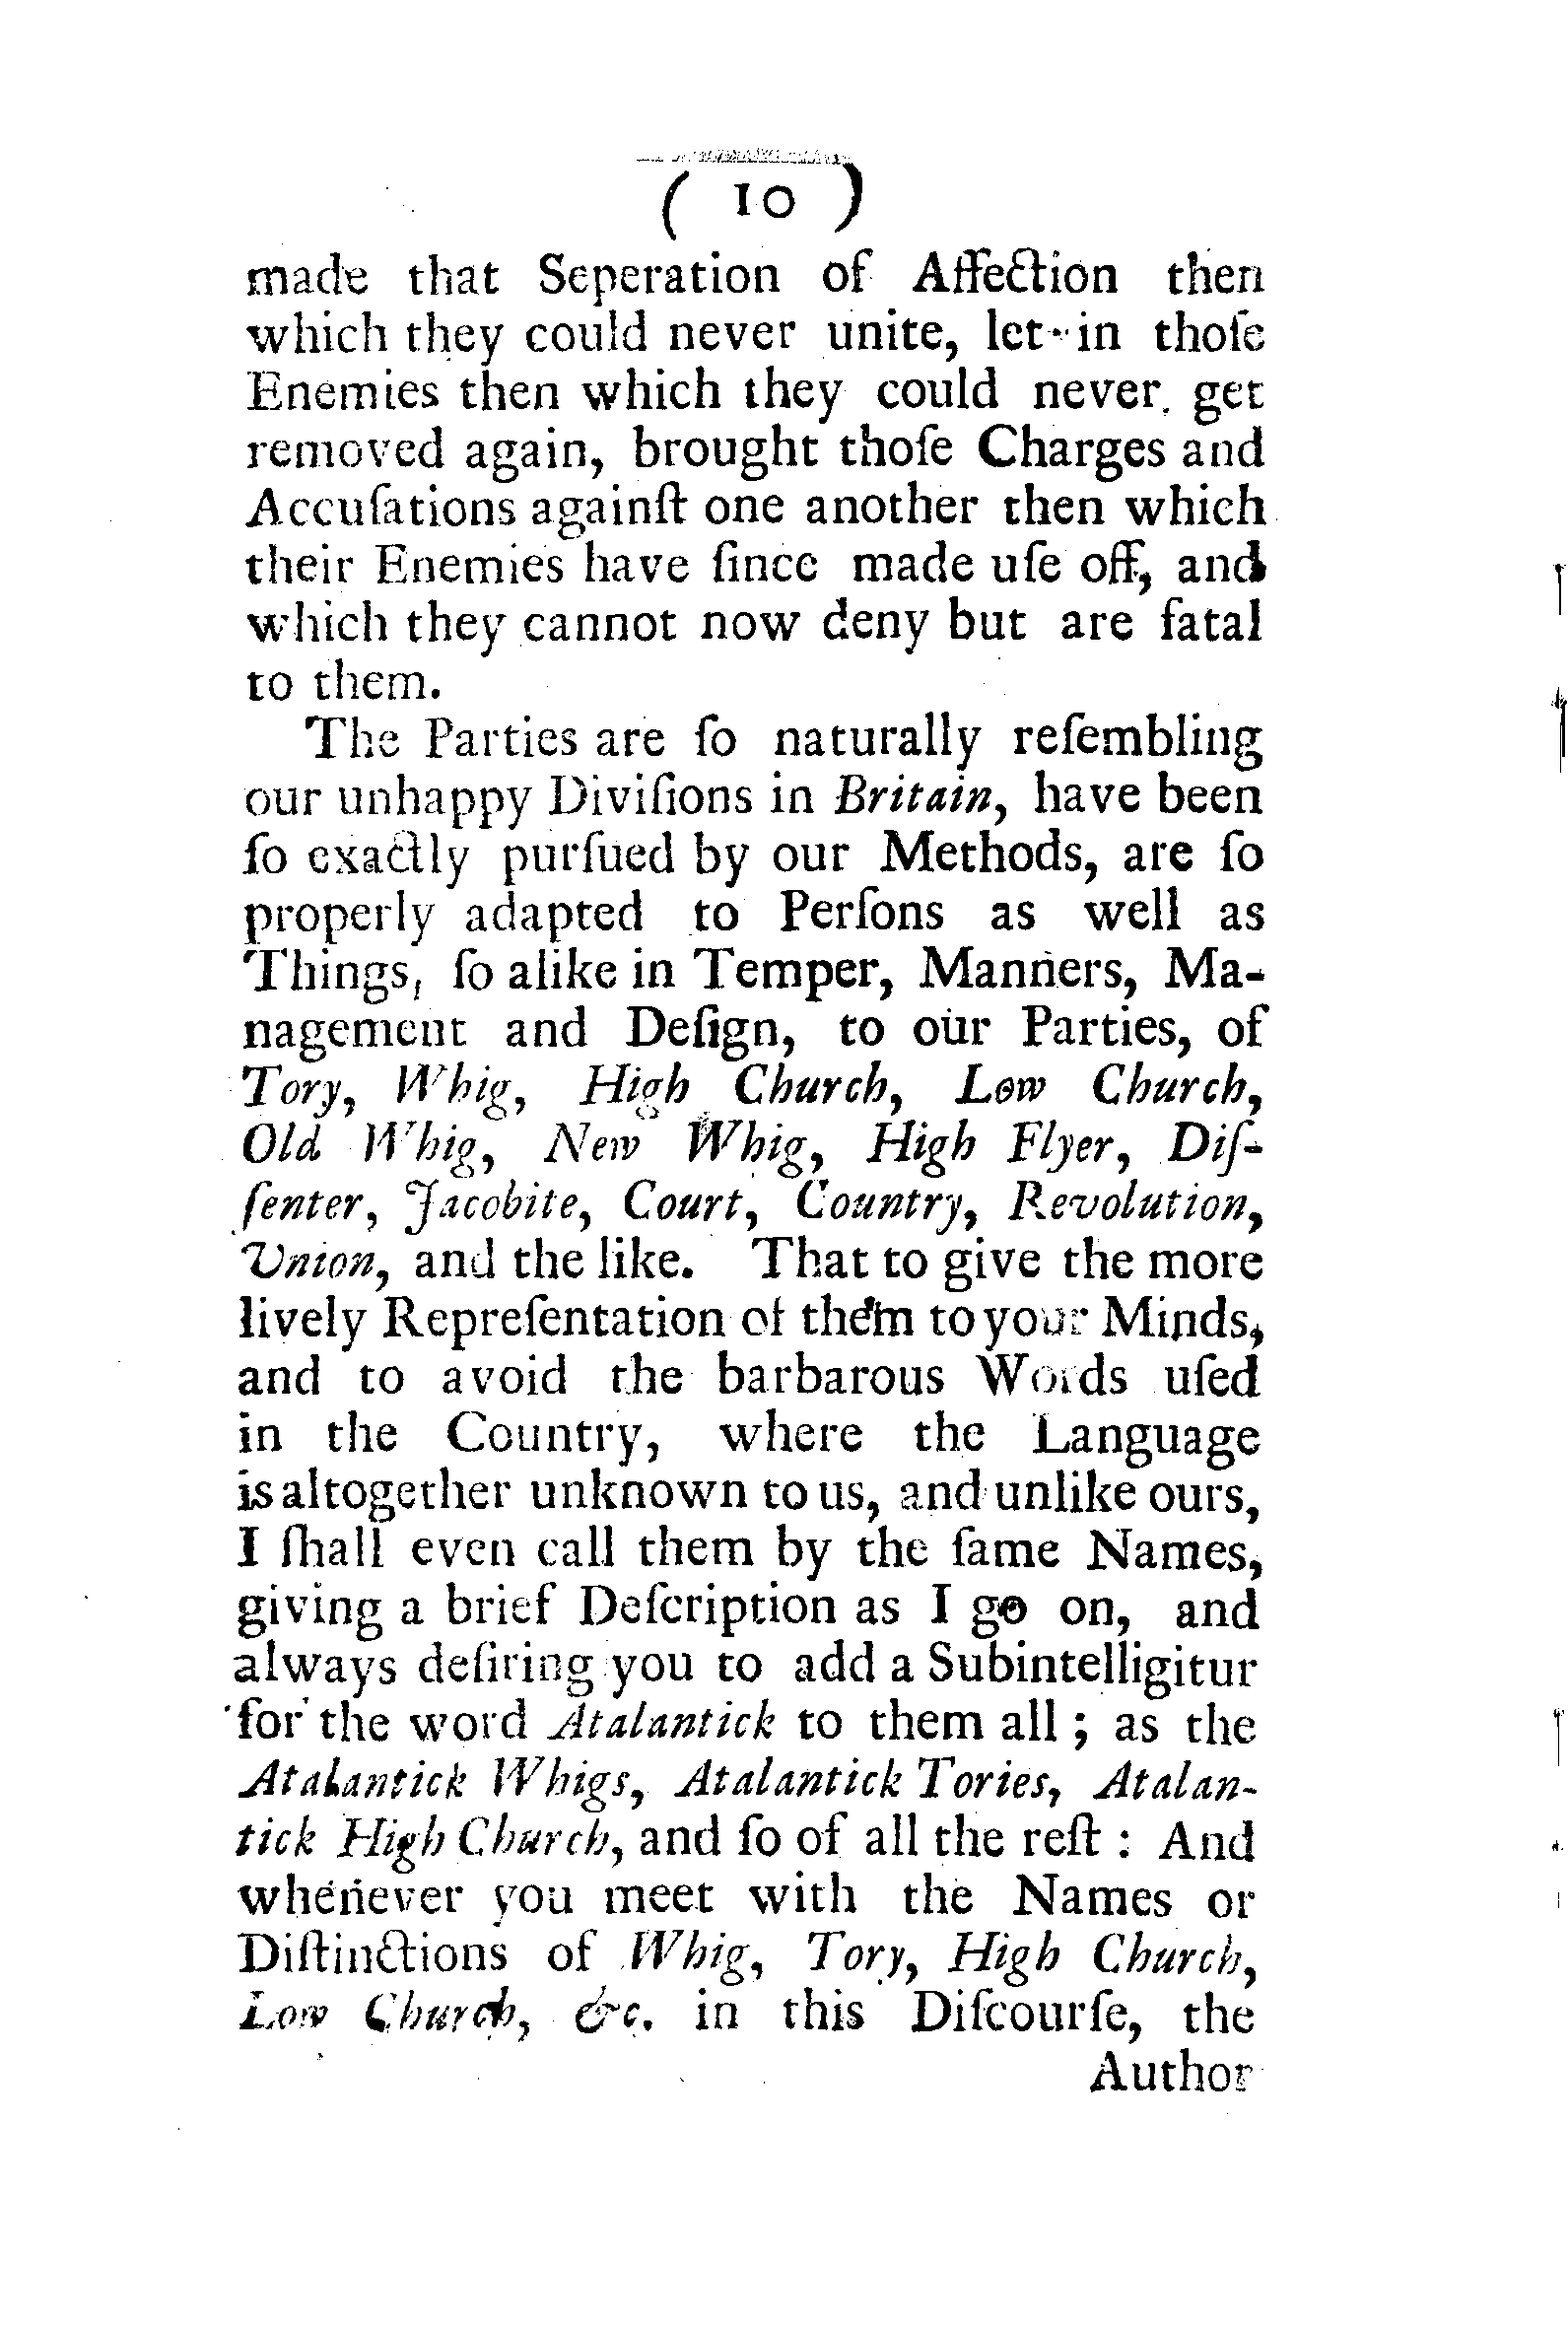 ( 10 )
made that Seperation of Affection then
which they could never unite, let in thoſe
Enemies then which they could never get
removed again, brought thoſe Charges and
Accuſations againſt one another then which
their Enemies have ſince made uſe off, and
which they cannot now deny but are fatal
to them.
The Parties are ſo naturally reſembling
our unhappy Diviſions in Britain, have been
ſo exactly purſued by our Methods, are ſo
properly adapted to Perſons as well as
Things, ſo alike in Temper, Manners, Ma-
nagement and Deſign, to our Parties, of
Tory, Whig, High Church, Low Church,
Old Whig, New Whig, High Flyer, Diſ-
ſenter, Jacobite, Court, Country, Revolution,
Union, and the like. That to give the more
lively Repreſentation of them to your Minds,
and to avoid the barbarous Words uſed
in the Country, where the Language
is altogether unknown to us, and unlike ours,
I ſhall even call them by the ſame Names,
giving a brief Deſcription as I go on, and
always deſiring you to add a Subintelligitur
for the word Atalantick to them all ; as the
Atalantick Whigs, Atalantick Tories, Atalan-
tick High Church, and ſo of all the reſt : And
whenever you meet with the Names or
Diſtinctions of Whig, Tory, High Church,
Low Church, &c. in this Diſcourſe, the
Author